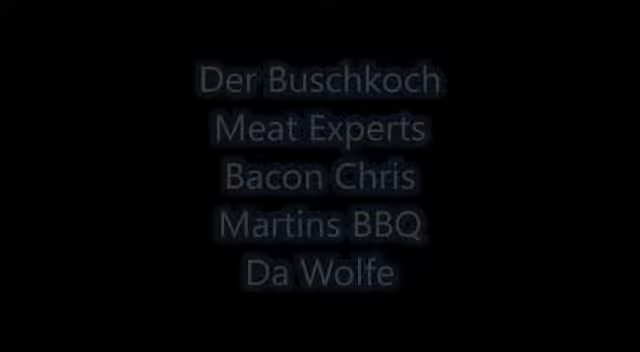 Der Buschkoch
Meat Experts
Bacon Chris
Martins BBQ
Da Wolfe